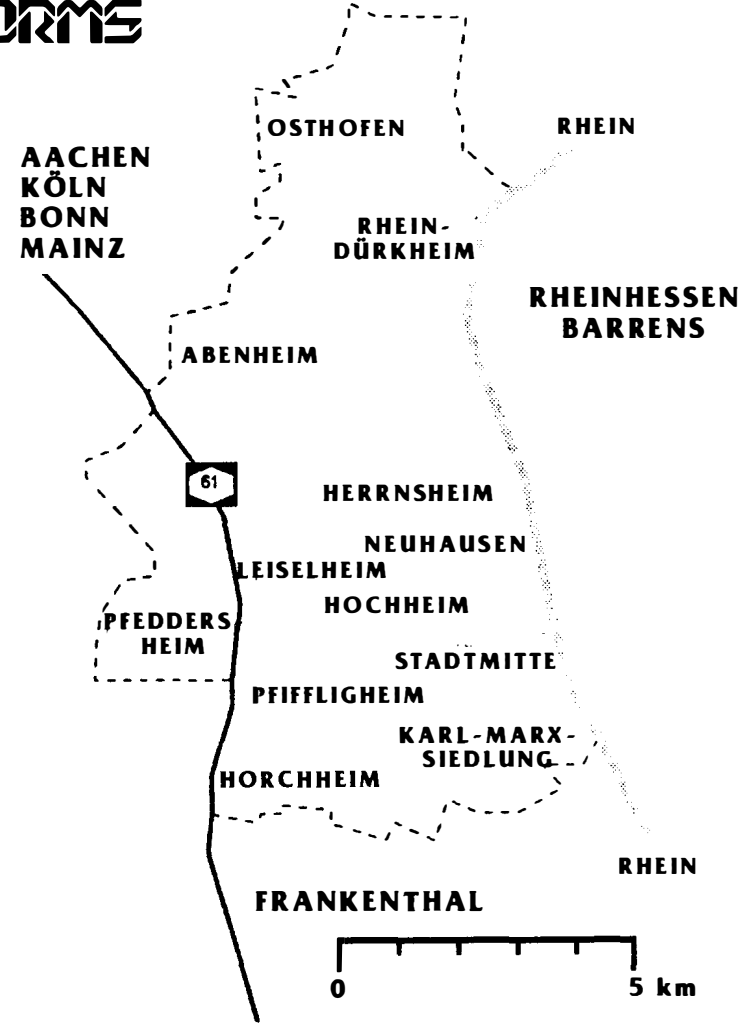 ORMS
OSTHOFEN
RHEIN
AACHEN
KÖLN
BONN
MAINZ
RHEIN-
DÜRKHEIM
RHEINHESSEN
BARRENS
ABENHEIM
61
HERRNSHEIM
NEUHAUSEN
LEISELHEIM
HOCHHEIM
PFEDDERS
HEIM
STADTMITTE
PFIFFLIGHEIM
KARL-MARX-
SIEDLUNG
HORCHHEIM
RHEIN
FRANKENTHAL
0
5 km